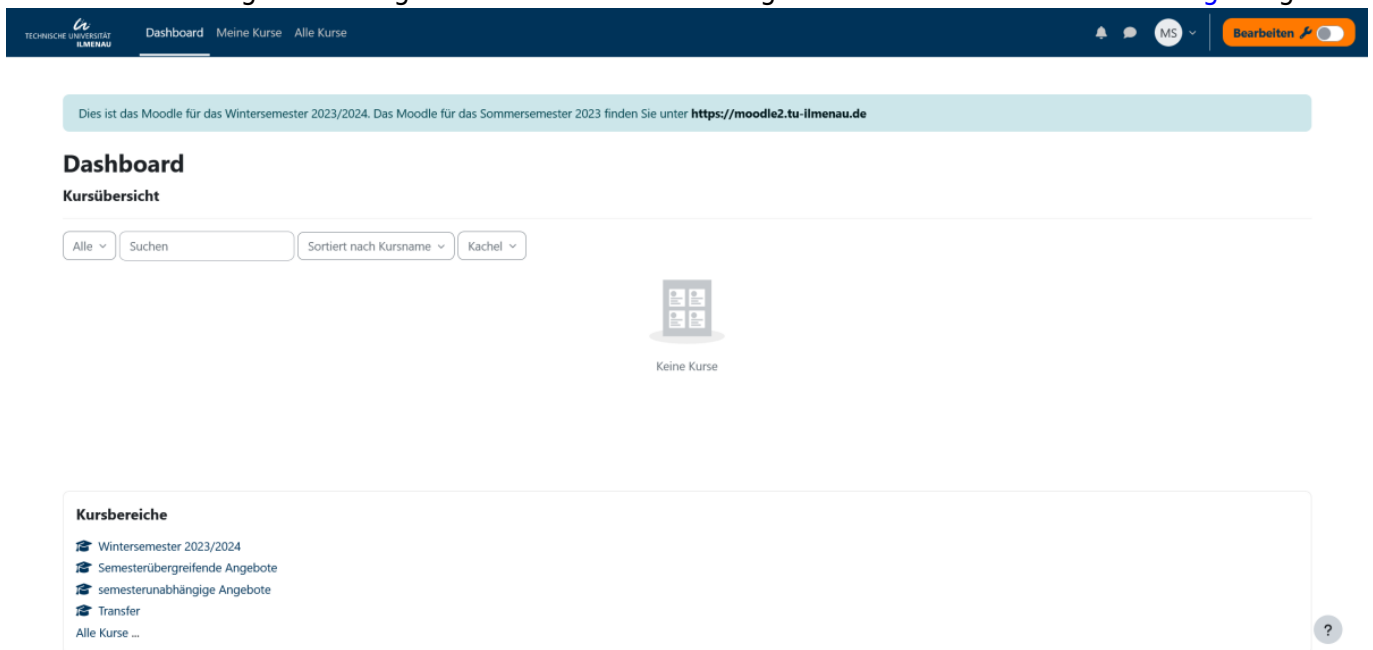 TECHNISCHE UNIVERSITÄT
ILMENAU
Dashboard Meine Kurse Alle Kurse
MS
Bearbeiten
Dies ist das Moodle für das Wintersemester 2023/2024. Das Moodle für das Sommersemester 2023 finden Sie unter https://moodle2.tu-ilmenau.de
Dashboard
Kursübersicht
Alle Suchen Sortiert nach Kursname Kachel
Keine Kurse
Kursbereiche
Wintersemester 2023/2024
Semesterübergreifende Angebote
semesterunabhängige Angebote
Transfer
Alle Kurse ...
?